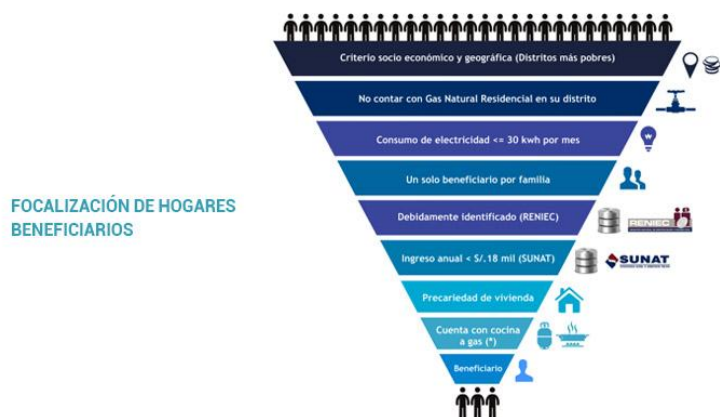 Criterio socio económico y geográfica (Distritos más pobres)
No contar con Gas Natural Residencial en su distrito
Consumo de electricidad <= 30 kwh por mes
Un solo beneficiario por familia
FOCALIZACIÓN DE HOGARES
BENEFICIARIOS
Debidamente identificado (RENIEC)
RENIEC
Ingreso anual < S/.18 mil (SUNAT)
SUNAT
Precariedad de vivienda
Cuenta con cocina
a gas (*)
Beneficiario